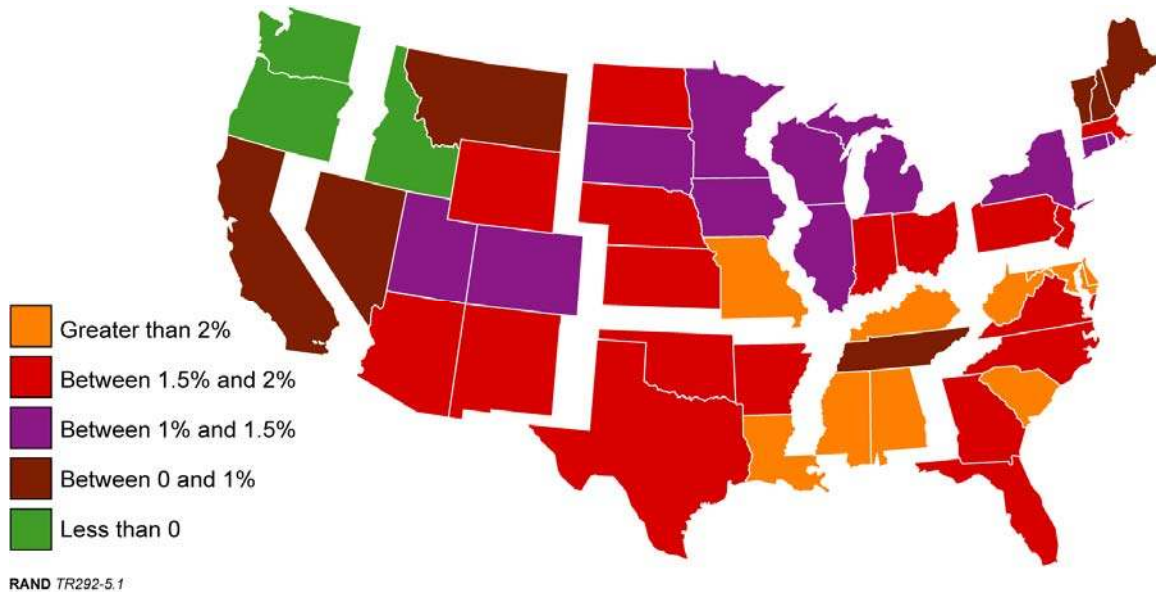 Greater than 2%
Between 1.5% and 2%
Between 1% and 1.5%
Between 0 and 1%
Less than 0
RAND TR292-5.1